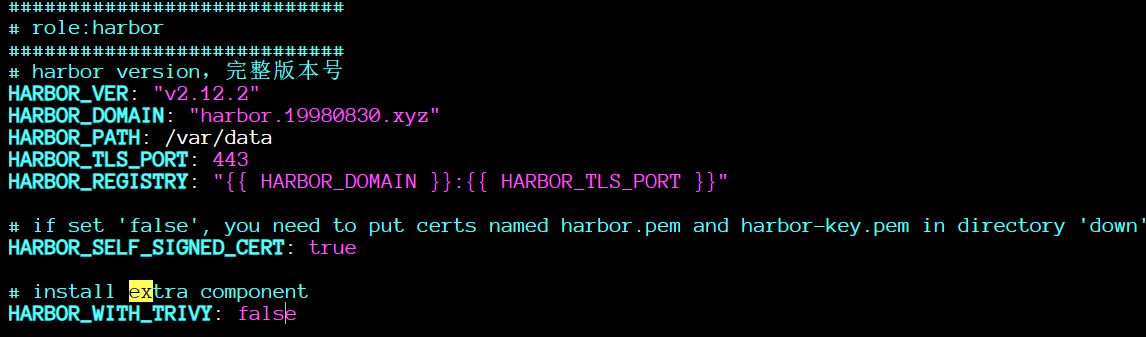 ############################
# role:harbor
############################
# harbor version，完整版本号
HARBOR_VER: "v2.12.2"
HARBOR_DOMAIN: "harbor.19980830.xyz"
HARBOR_PATH: /var/data
HARBOR_TLS_PORT: 443
HARBOR_REGISTRY: "{{ HARBOR_DOMAIN }}:{{ HARBOR_TLS_PORT }}"
# if set 'false', you need to put certs named harbor.pem and harbor-key.pem in directory 'down'
HARBOR_SELF_SIGNED_CERT: true
# install extra component
HARBOR_WITH_TRIVY: false